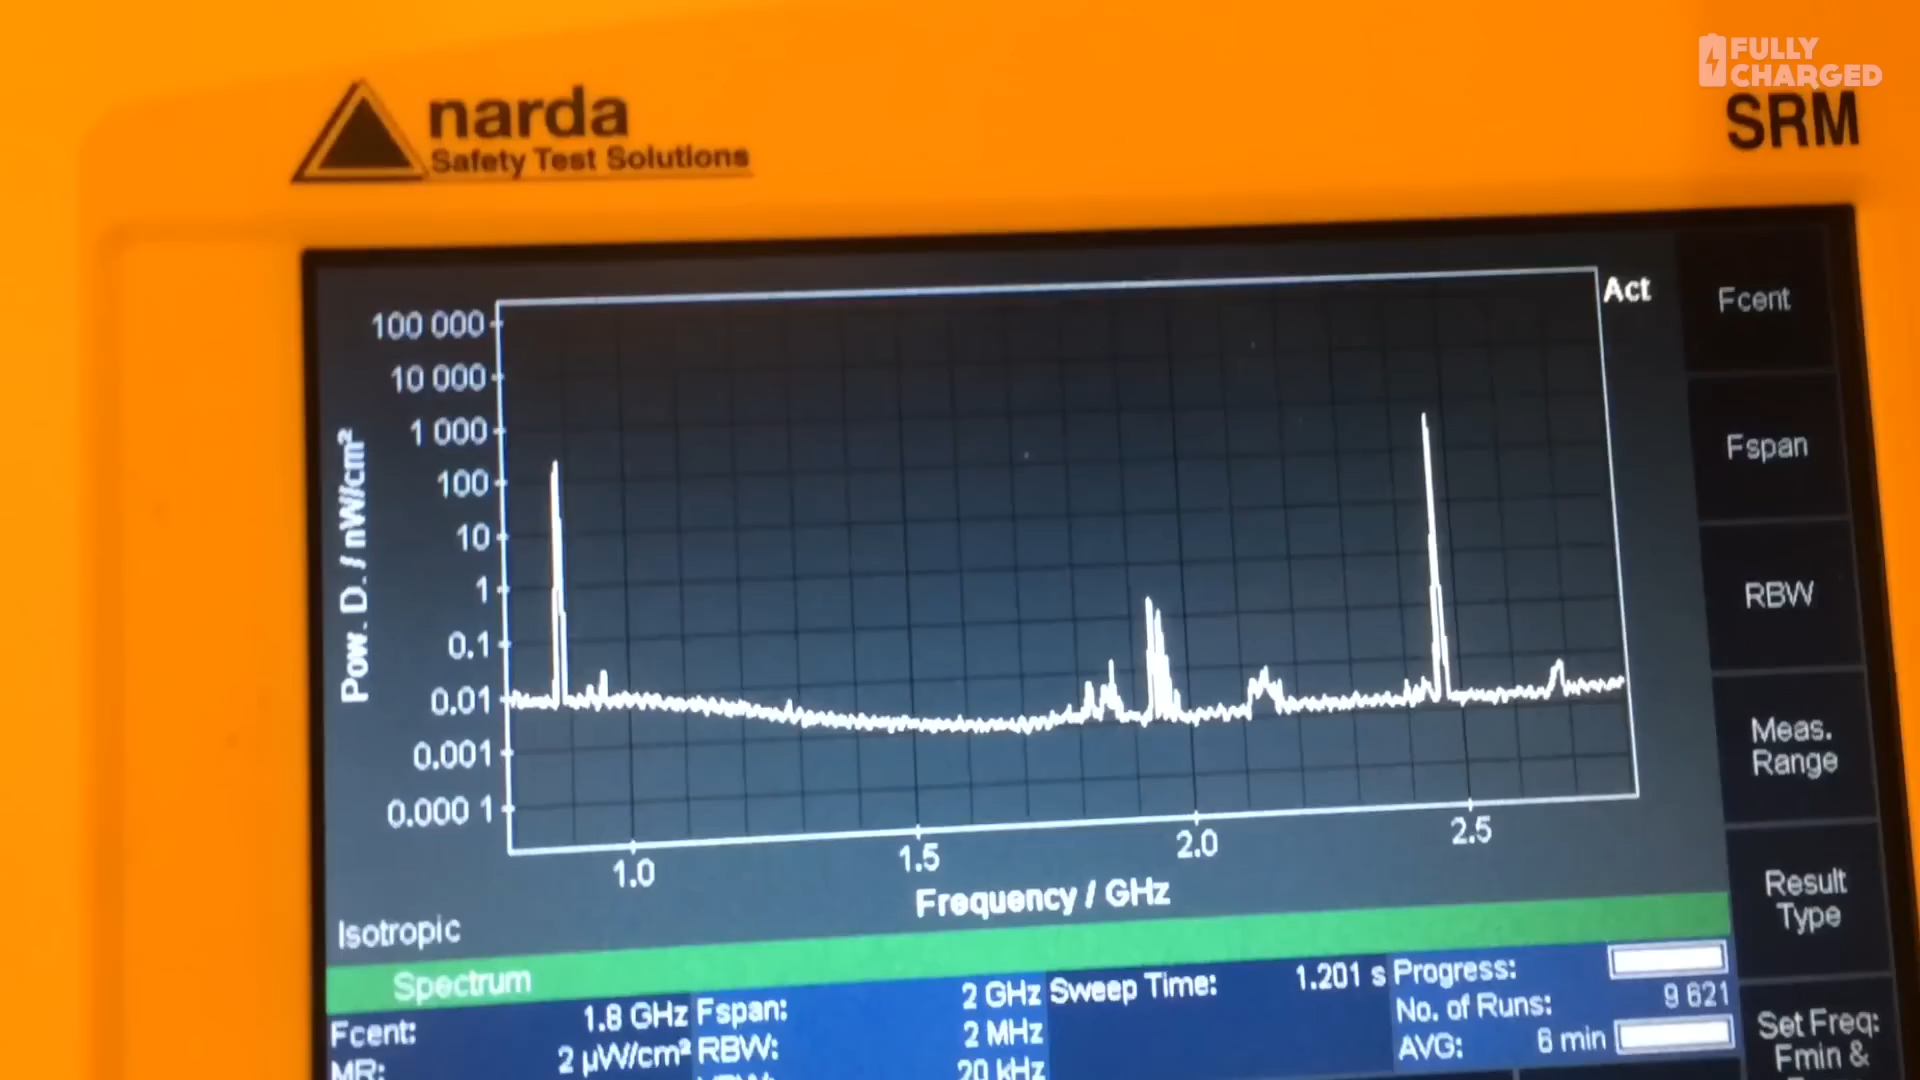 FULLY
CHARGED
narda
Safety Test Solutions
SRM
Act
100 000
10 000
1 000
100
10
1
0.1
0.01
0.001
0.000 1
Pow. D. / nW/cm²
1.0
1.5
2.0
2.5
Frequency / GHz
Isotropic
Spectrum
Fcent: 1.8 GHz Fspan: 2 GHz Sweep Time: 1.201 s Progress:
MR: 2 µW/cm² RBW: 2 MHz No. of Runs: 9 621
20 kHz AVG: 6 min
Fcent
Fspan
RBW
Meas.
Range
Result
Type
Set Freq:
Fmin &